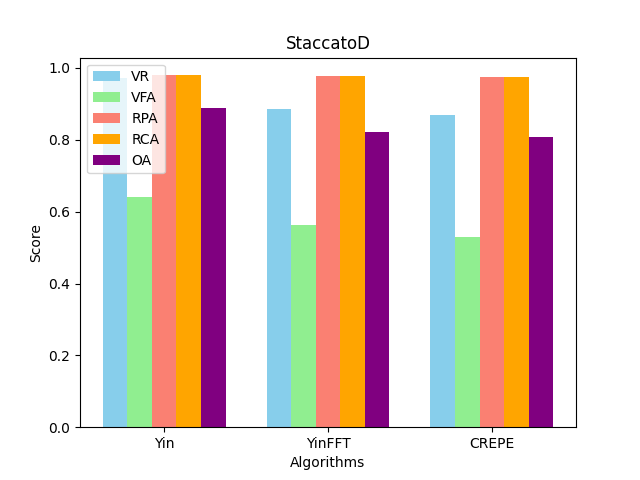 StaccatoD
VR
VFA
RPA
RCA
OA
1.0
0.8
0.6
0.4
0.2
0.0
Score
Yin YinFFT CREPE
Algorithms